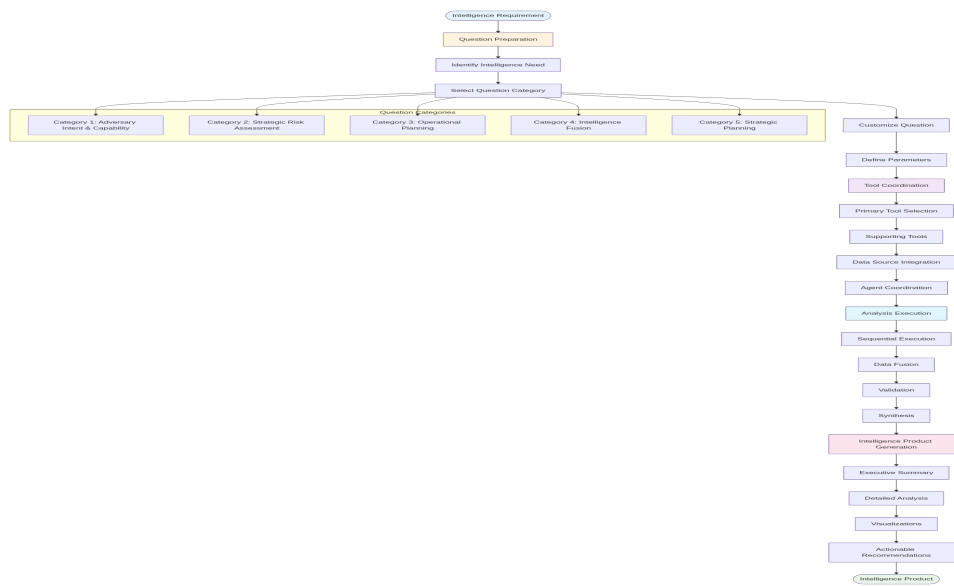 Intelligence Requirement
Question Preparation
Identify Intelligence Need
Select Question Category
Question Categories
Category 1: Adversary
Intent & Capability
Category 2: Strategic Risk
Assessment
Category 3: Operational
Planning
Category 4: Intelligence
Fusion
Category 5: Strategic
Planning
Customize Question
Define Parameters
Tool Coordination
Primary Tool Selection
Supporting Tools
Data Source Integration
Agent Coordination
Analysis Execution
Sequential Execution
Data Fusion
Validation
Synthesis
Intelligence Product
Generation
Executive Summary
Detailed Analysis
Visualizations
Actionable
Recommendations
Intelligence Product